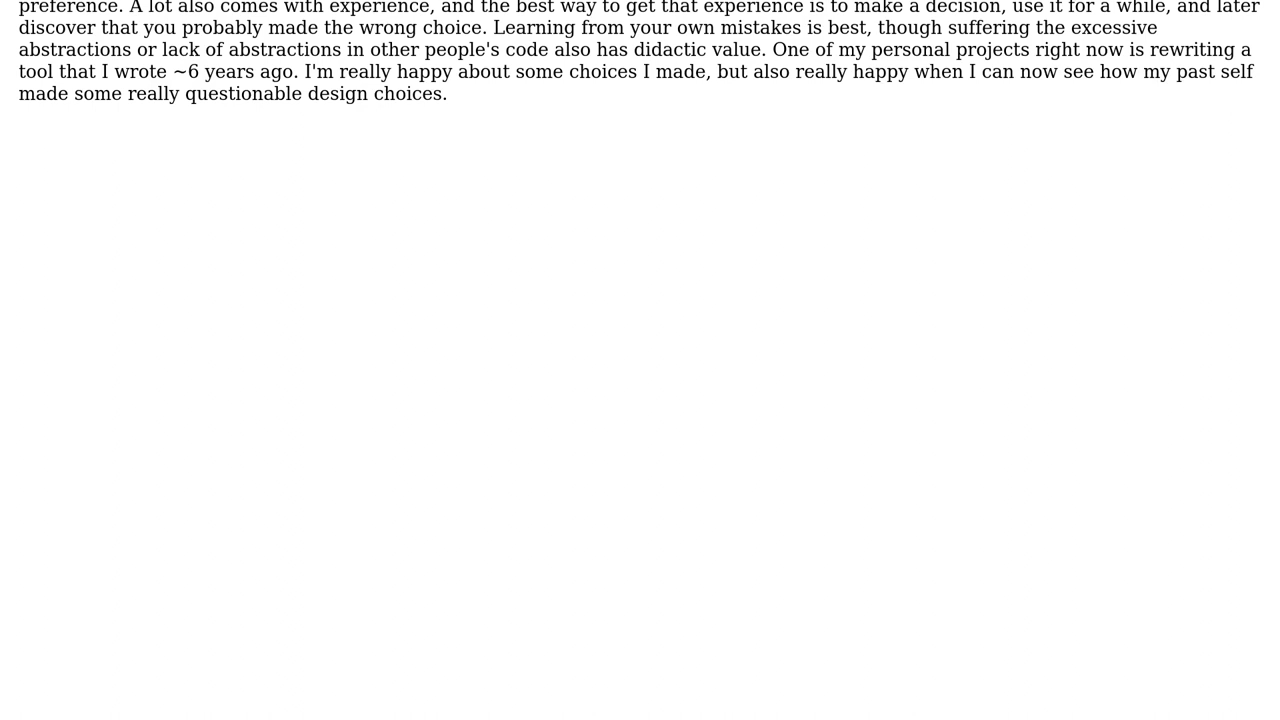 preference. A lot also comes with experience, and the best way to get that experience is to make a decision, use it for a while, and later
discover that you probably made the wrong choice. Learning from your own mistakes is best, though suffering the excessive
abstractions or lack of abstractions in other people's code also has didactic value. One of my personal projects right now is rewriting a
tool that I wrote ~6 years ago. I'm really happy about some choices I made, but also really happy when I can now see how my past self
made some really questionable design choices.